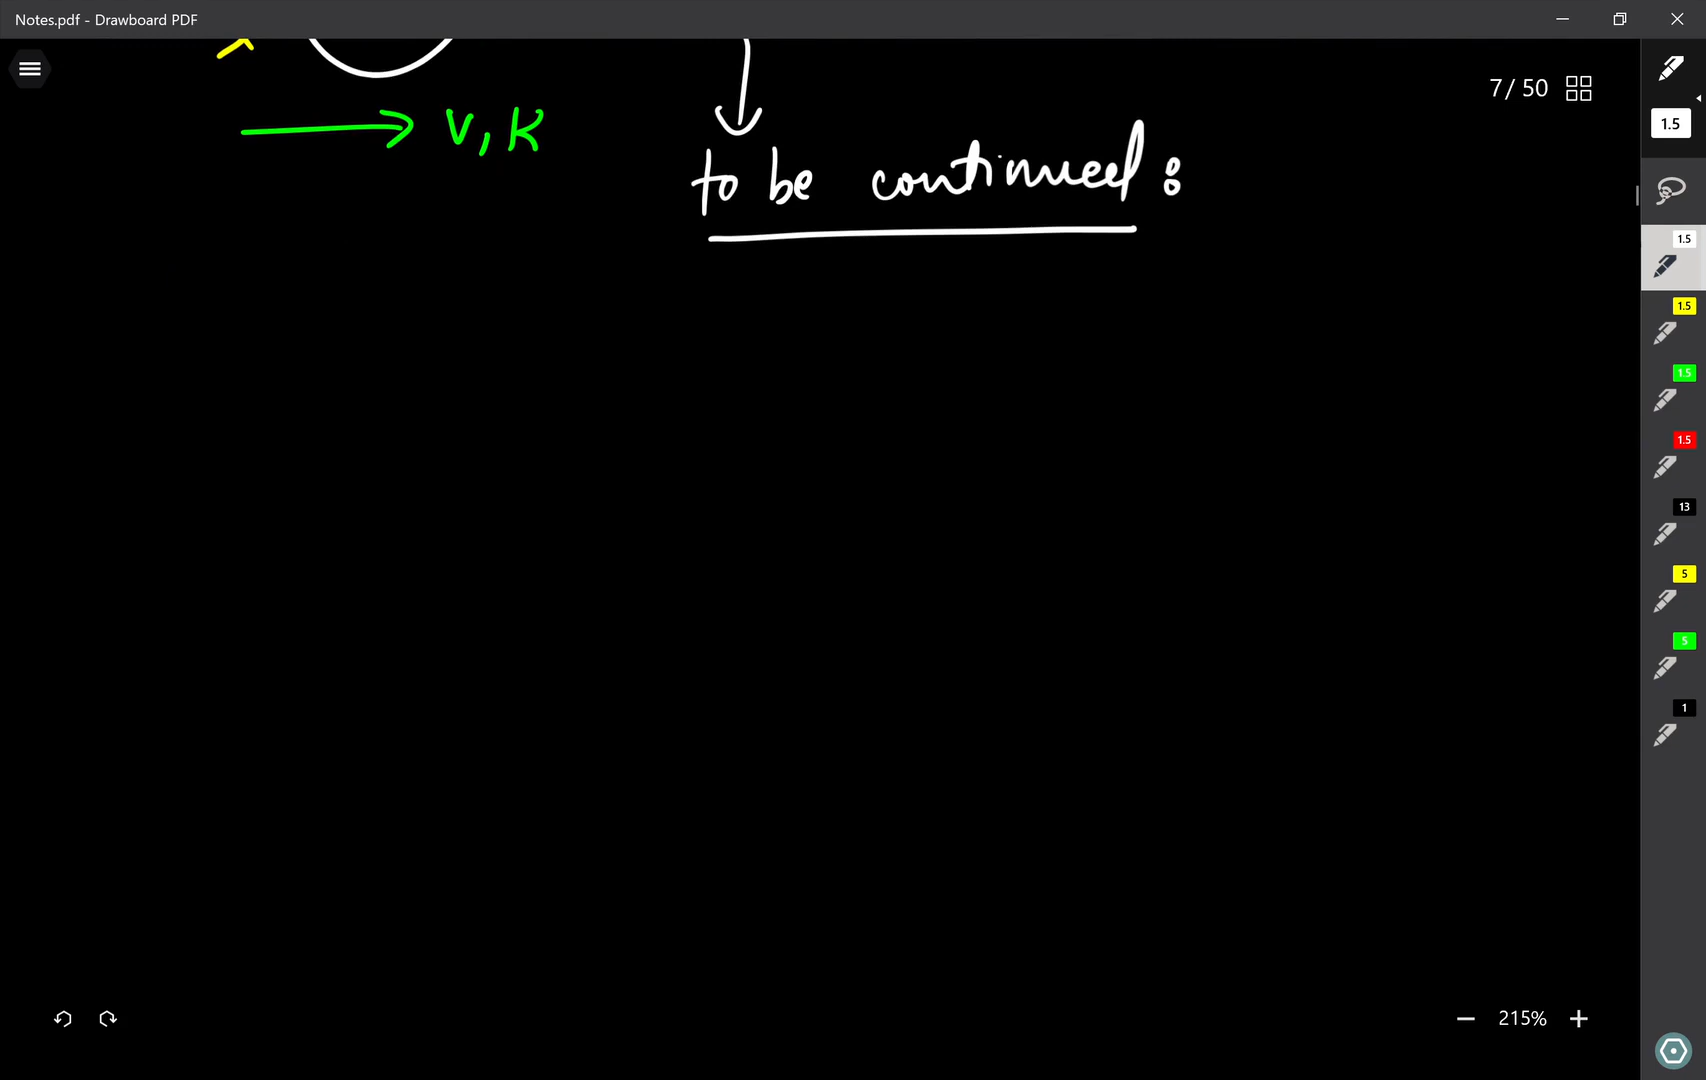 Notes.pdf - Drawboard PDF
7 / 50
1.5
v, k
to be continued :
1.5
1.5
1.5
1.5
13
5
5
1
215%